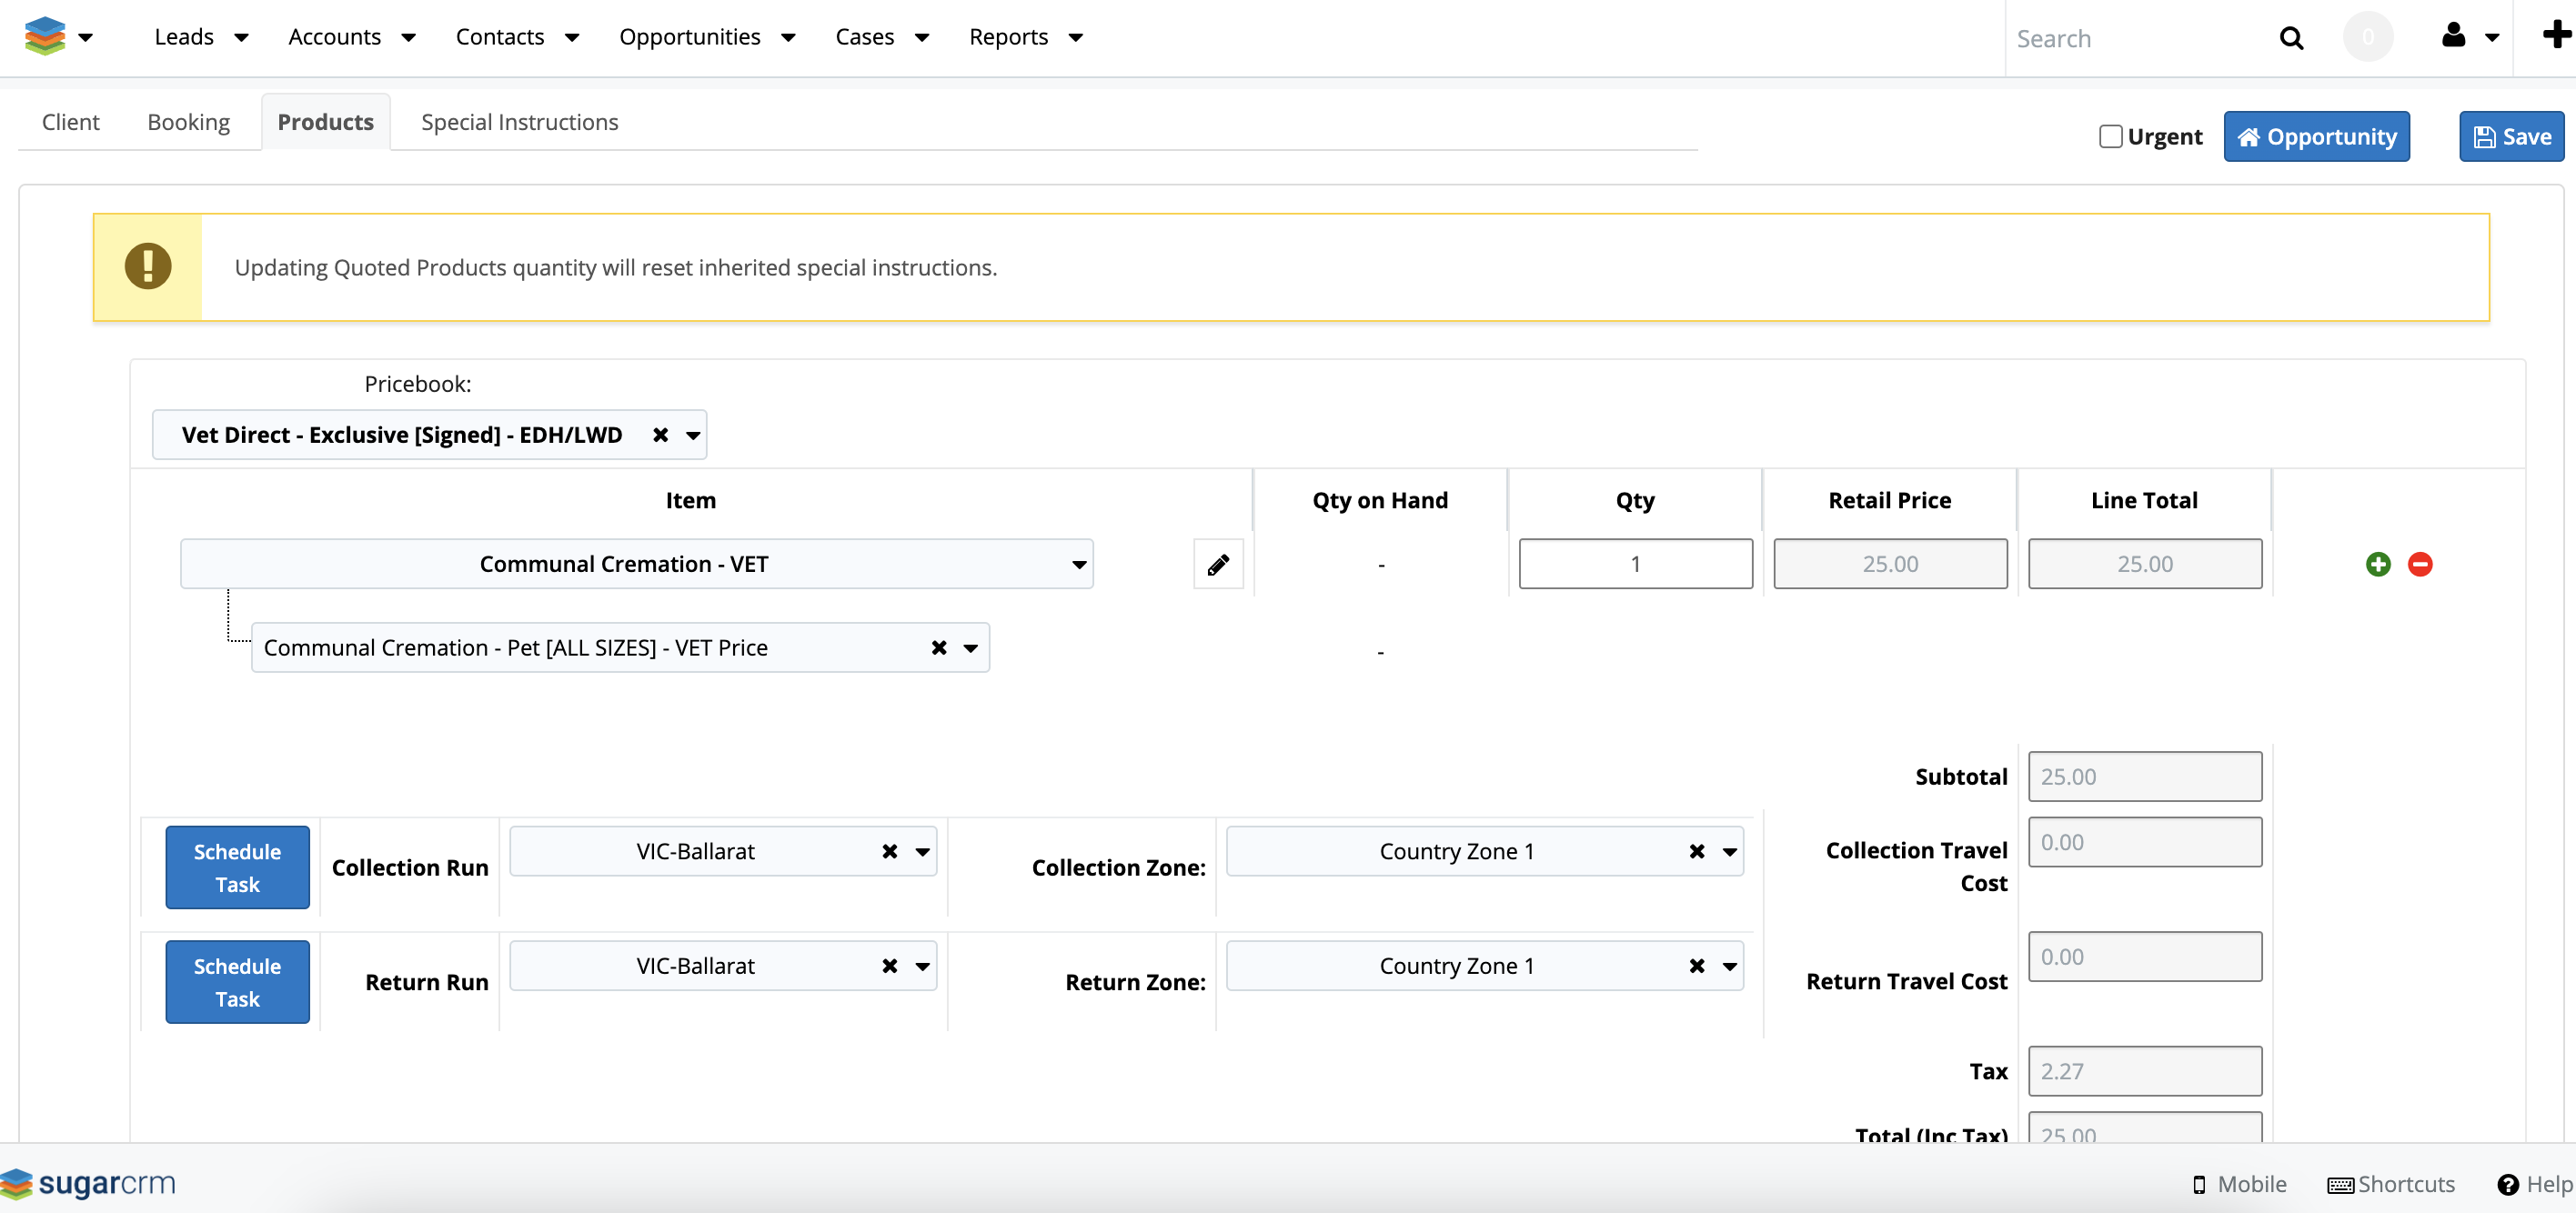 Leads Accounts Contacts Opportunities Cases Reports Search 0
Client Booking Products Special Instructions Urgent Opportunity Save
Updating Quoted Products quantity will reset inherited special instructions.
Pricebook:
Vet Direct - Exclusive [Signed] - EDH/LWD
Item Qty on Hand Qty Retail Price Line Total
Communal Cremation - VET - 1 25.00 25.00
Communal Cremation - Pet [ALL SIZES] - VET Price -
Subtotal 25.00
Schedule Task Collection Run VIC-Ballarat Collection Zone: Country Zone 1 Collection Travel Cost 0.00
Schedule Task Return Run VIC-Ballarat Return Zone: Country Zone 1 Return Travel Cost 0.00
Tax 2.27
Total (Inc Tax) 25.00
sugarcrm Mobile Shortcuts Help